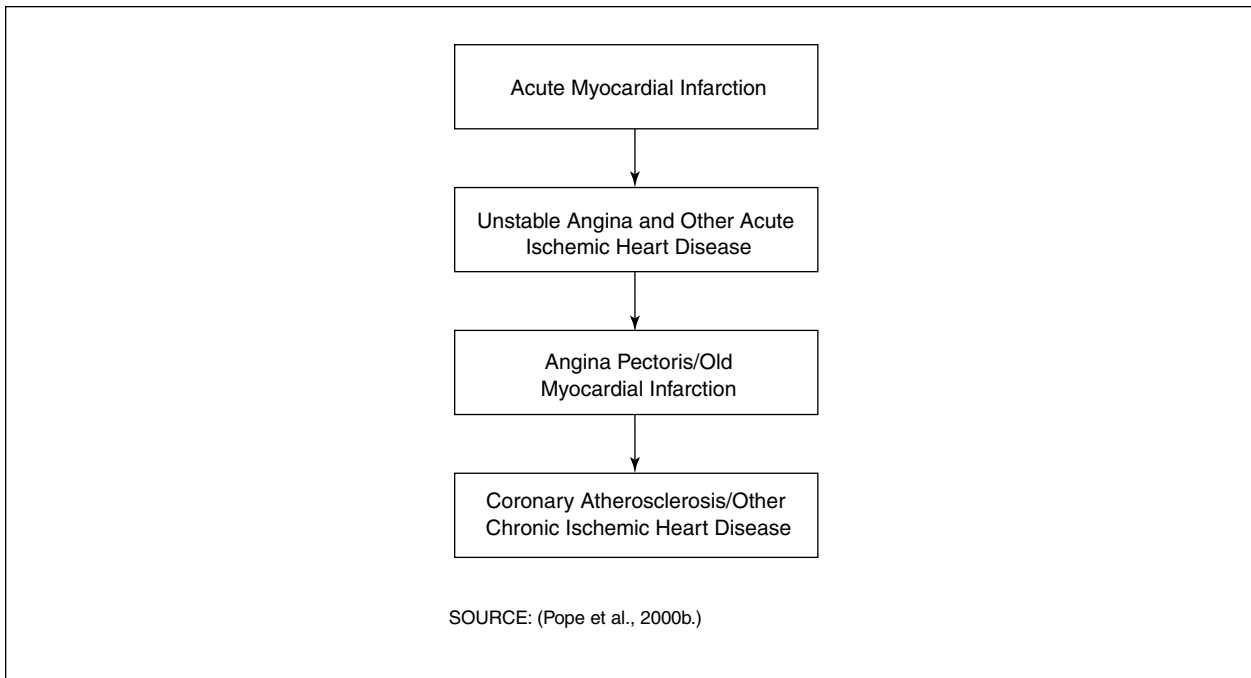 Acute Myocardial Infarction
Unstable Angina and Other Acute
Ischemic Heart Disease
Angina Pectoris/Old
Myocardial Infarction
Coronary Atherosclerosis/Other
Chronic Ischemic Heart Disease
SOURCE: (Pope et al., 2000b.)